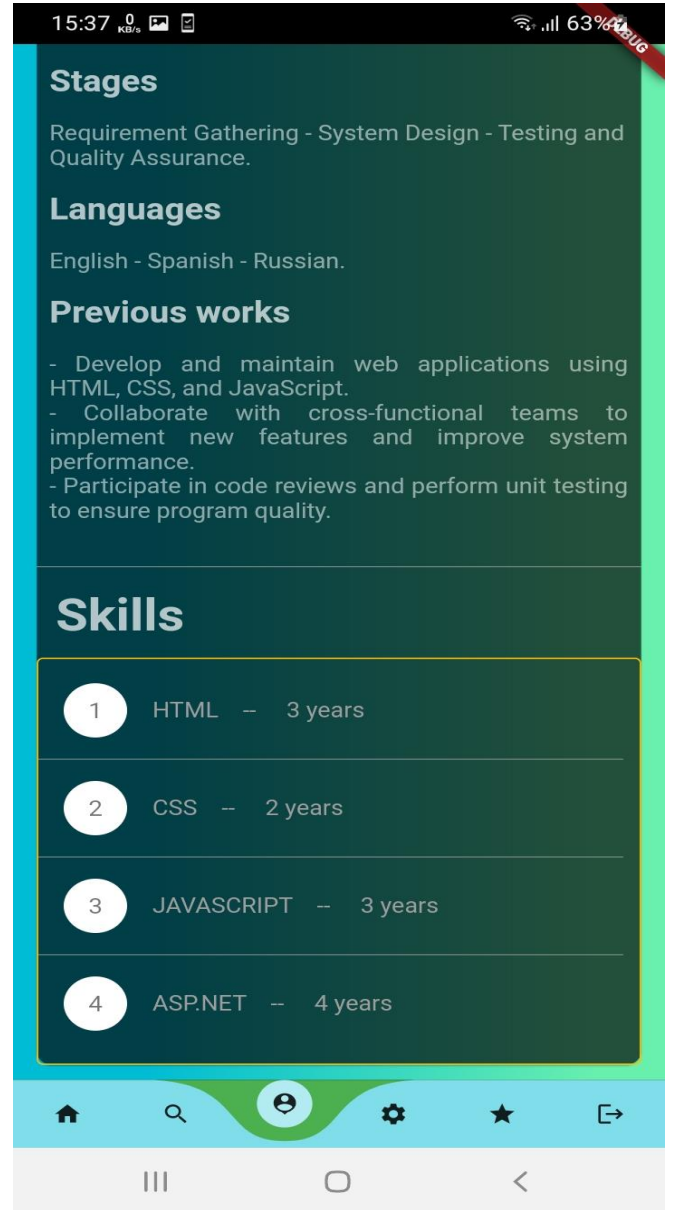 15:37 0 KB/s 63%
DEBUG
Stages
Requirement Gathering - System Design - Testing and
Quality Assurance.
Languages
English - Spanish - Russian.
Previous works
- Develop and maintain web applications using
HTML, CSS, and JavaScript.
- Collaborate with cross-functional teams to
implement new features and improve system
performance.
- Participate in code reviews and perform unit testing
to ensure program quality.
Skills
1 HTML -- 3 years
2 CSS -- 2 years
3 JAVASCRIPT -- 3 years
4 ASP.NET -- 4 years